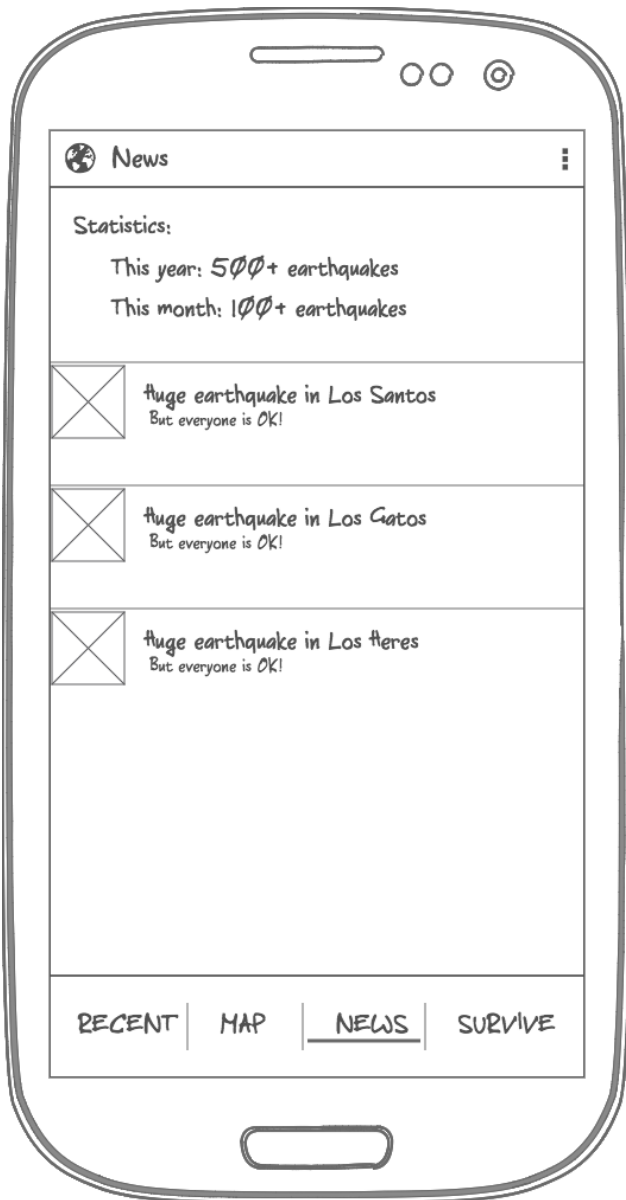 News
Statistics:
This year: 500+ earthquakes
This month: 100+ earthquakes
Huge earthquake in Los Santos
But everyone is OK!
Huge earthquake in Los Gatos
But everyone is OK!
Huge earthquake in Los Heres
But everyone is OK!
RECENT MAP NEWS SURVIVE